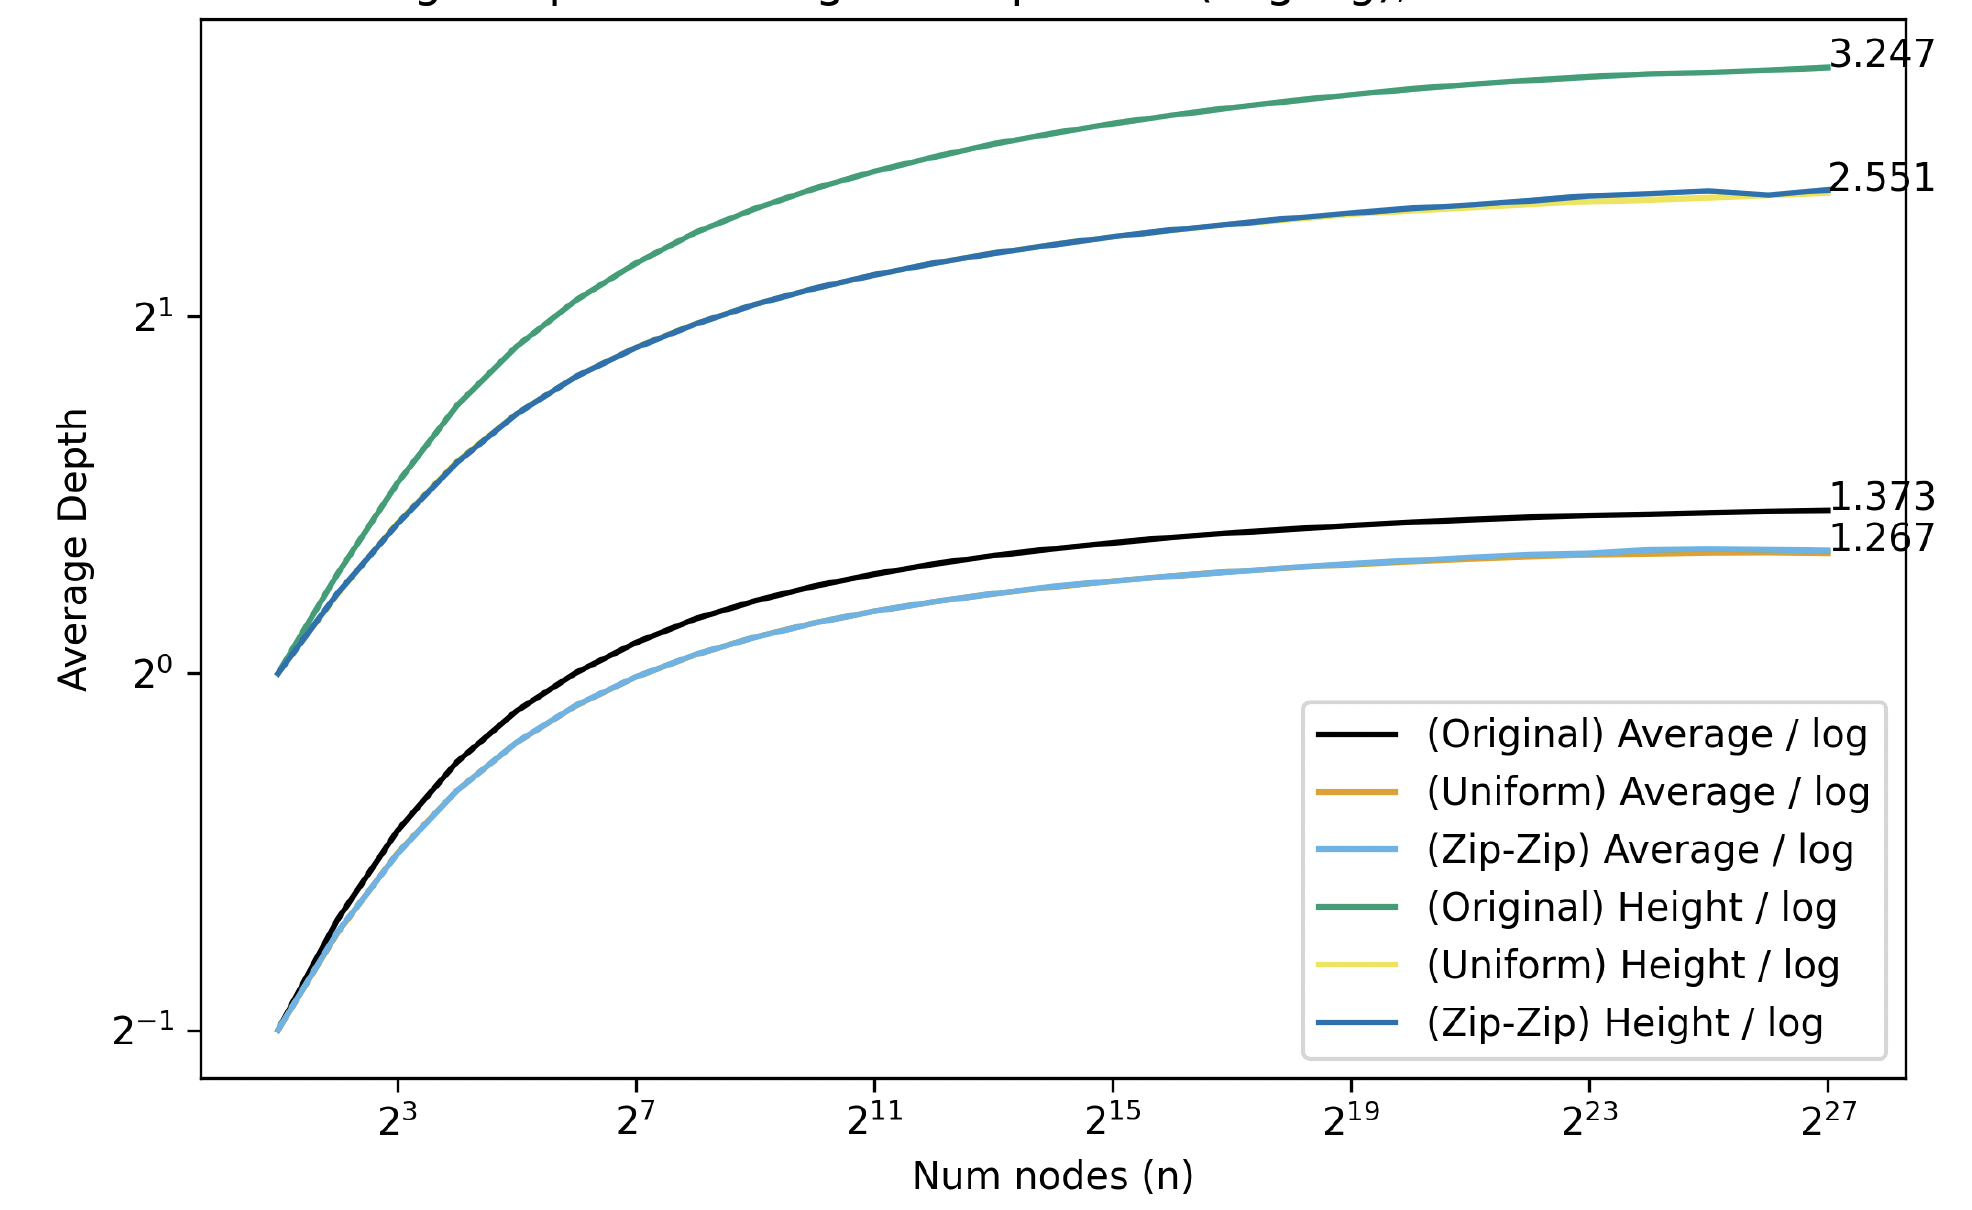 3.247
2.551
1.373
1.267
2^1
2^0
2^−1
Average Depth
(Original) Average / log
(Uniform) Average / log
(Zip-Zip) Average / log
(Original) Height / log
(Uniform) Height / log
(Zip-Zip) Height / log
2^3 2^7 2^11 2^15 2^19 2^23 2^27
Num nodes (n)